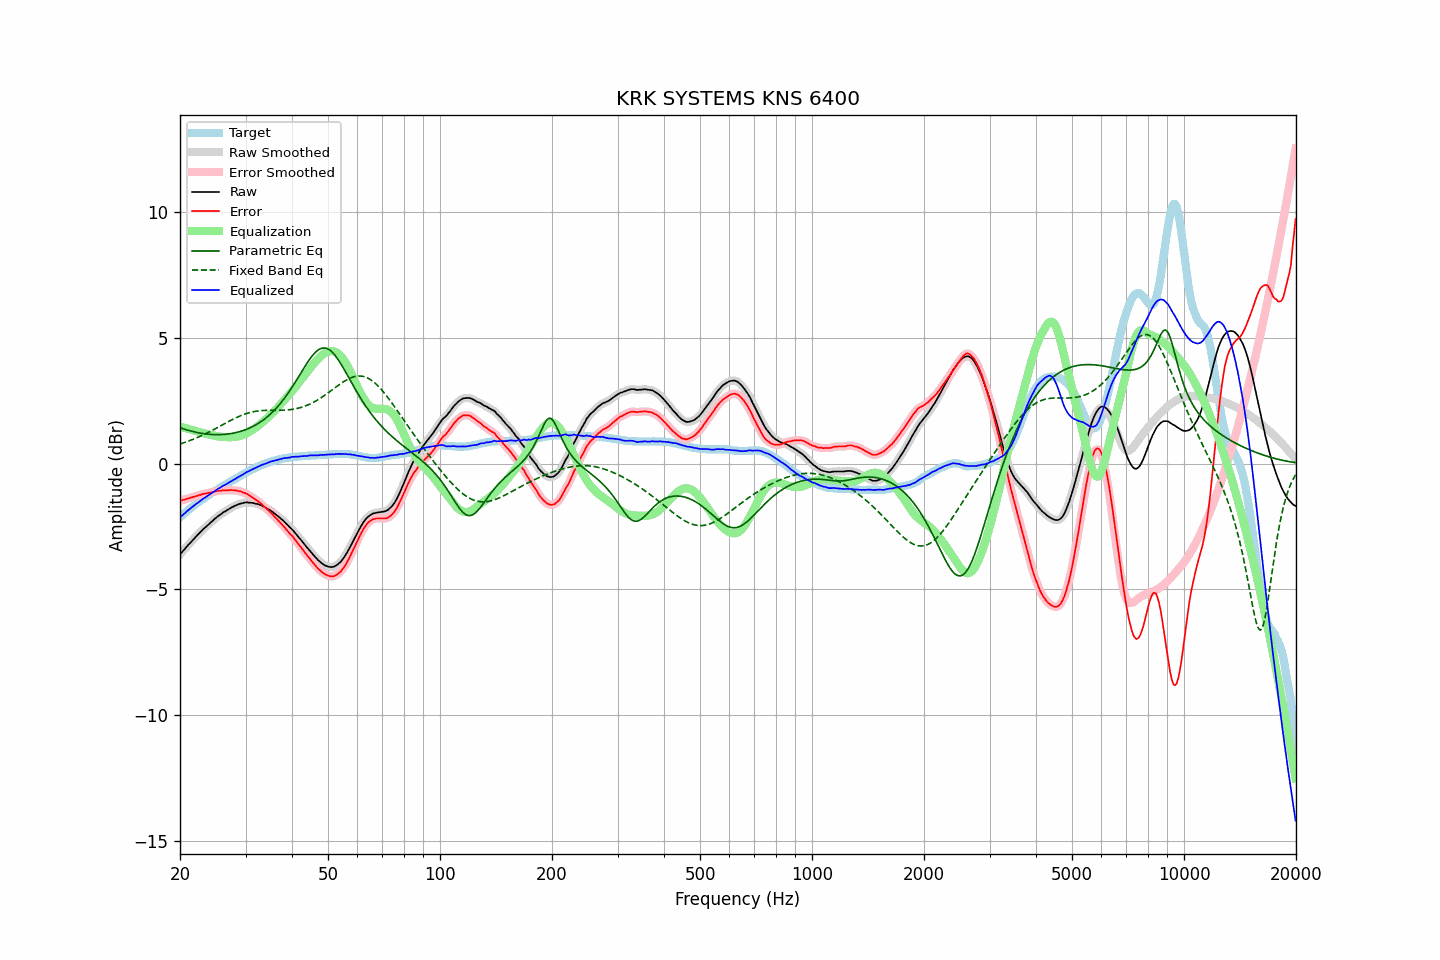 KRK SYSTEMS KNS 6400
Target
Raw Smoothed
Error Smoothed
Raw
Error
Equalization
Parametric Eq
Fixed Band Eq
Equalized
10
5
0
−5
−10
−15
Amplitude (dBr)
20 50 100 200 500 1000 2000 5000 10000 20000
Frequency (Hz)